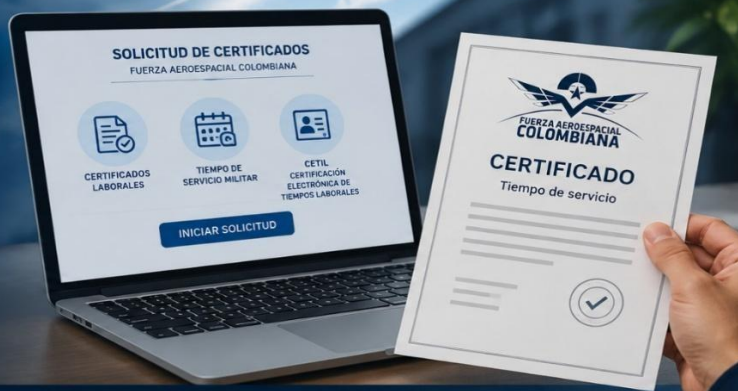 SOLICITUD DE CERTIFICADOS
FUERZA AEROESPACIAL COLOMBIANA
CERTIFICADOS
LABORALES
TIEMPO DE
SERVICIO MILITAR
CETIL
CERTIFICACIÓN
ELECTRÓNICA DE
TIEMPOS LABORALES
INICIAR SOLICITUD
FUERZA AEROESPACIAL
COLOMBIANA
CERTIFICADO
Tiempo de servicio